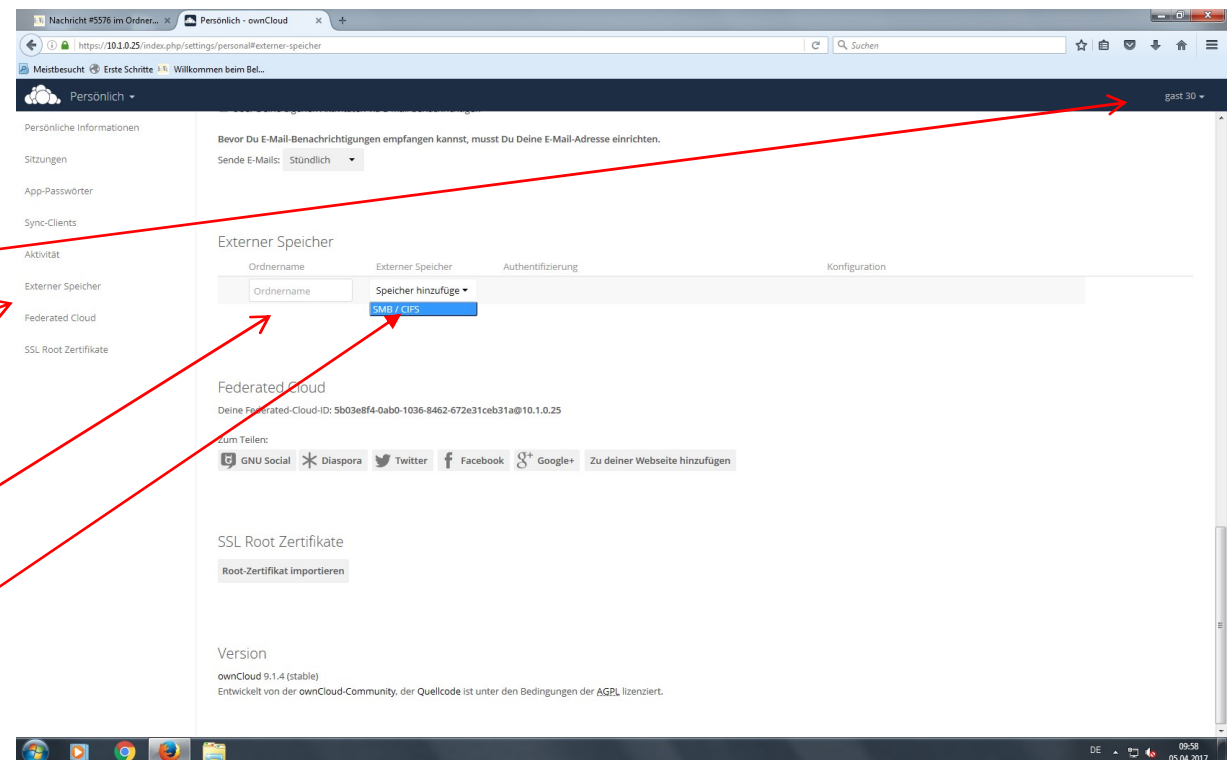 Nachricht #5576 im Ordner...
Persönlich - ownCloud
https://10.1.0.25/index.php/settings/personal#externer-speicher
Suchen
Meistbesucht Erste Schritte Willkommen beim Bel...
Persönlich
gast 30
Persönliche Informationen
Sitzungen
App-Passwörter
Sync-Clients
Aktivität
Externer Speicher
Federated Cloud
SSL Root Zertifikate
Bevor Du E-Mail-Benachrichtigungen empfangen kannst, musst Du Deine E-Mail-Adresse einrichten.
Sende E-Mails: Stündlich
Externer Speicher
Ordnername Externer Speicher Authentifizierung Konfiguration
Ordnername Speicher hinzufüge
SMB / CIFS
Federated Cloud
Deine Federated-Cloud-ID: 5b03e8f4-0ab0-1036-8462-672e31ceb31a@10.1.0.25
Zum Teilen:
GNU Social Diaspora Twitter Facebook Google+ Zu deiner Webseite hinzufügen
SSL Root Zertifikate
Root-Zertifikat importieren
Version
ownCloud 9.1.4 (stable)
Entwickelt von der ownCloud-Community, der Quellcode ist unter den Bedingungen der AGPL lizenziert.
DE
09:58
05.04.2017